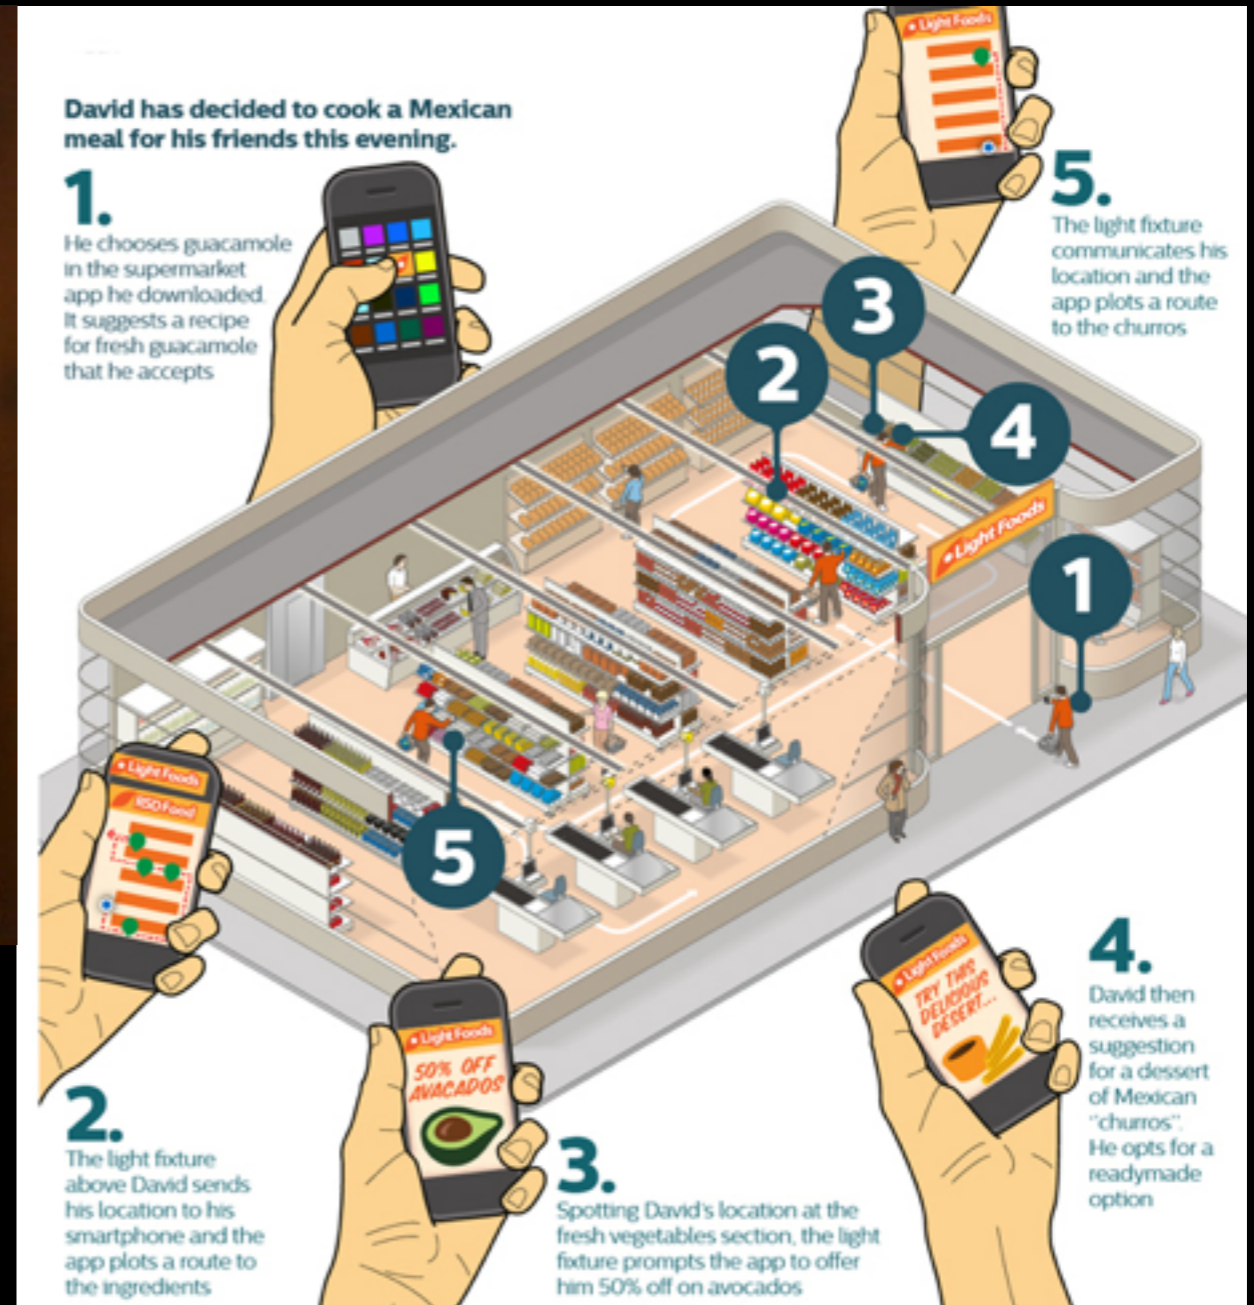 David has decided to cook a Mexican
meal for his friends this evening.
1.
He chooses guacamole
in the supermarket
app he downloaded.
It suggests a recipe
for fresh guacamole
that he accepts
Light Foods
5.
The light fixture
communicates his
location and the
app plots a route
to the churros
3
2
4
Light Foods
1
5
Light Foods
RSD Food
2.
The light fixture
above David sends
his location to his
smartphone and the
app plots a route to
the ingredients
Light Foods
50% OFF
AVACADOS
3.
Spotting David's location at the
fresh vegetables section, the light
fixture prompts the app to offer
him 50% off on avocados
Light Foods
TRY THIS
DELICIOUS
DESERT...
4.
David then
receives a
suggestion
for a dessert
of Mexican
"churros".
He opts for a
readymade
option